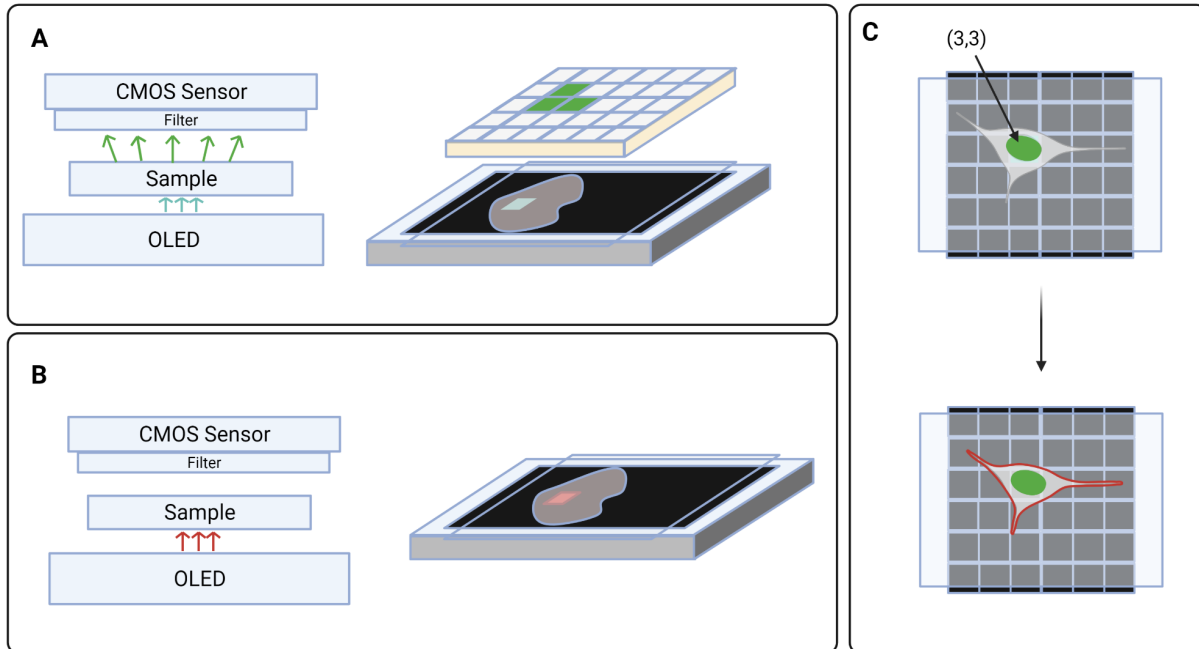 A
CMOS Sensor
Filter
Sample
OLED
B
CMOS Sensor
Filter
Sample
OLED
C
(3,3)